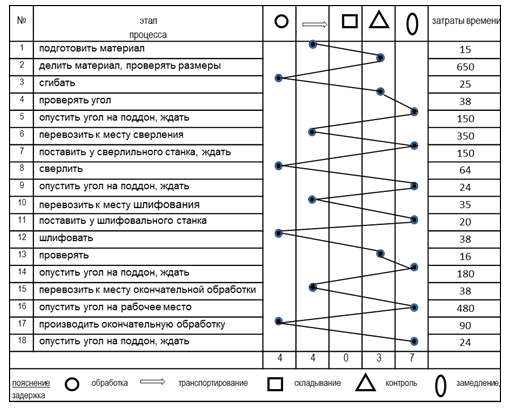 № этап затраты времени
процесса
1 подготовить материал 15
2 делить материал, проверять размеры 650
3 сгибать 25
4 проверять угол 38
5 опустит угол на поддон, ждать 150
6 перевозить к месту сверления 350
7 поставить у сверлильного станка, ждать 150
8 сверлить 64
9 опустить угол на поддон, ждать 24
10 перевозить к месту шлифования 35
11 поставить у шлифовального станка 20
12 шлифовать 38
13 проверять 16
14 опустить угол на поддон, ждать 180
15 перевозить к месту окончательной обработки 38
16 опустить угол на рабочее место 480
17 производить окончательную обработку 90
18 опустить угол на поддон, ждать 24
4 4 0 3 7
пояснение обработка транспортирование складывание контроль замедление,
задержка